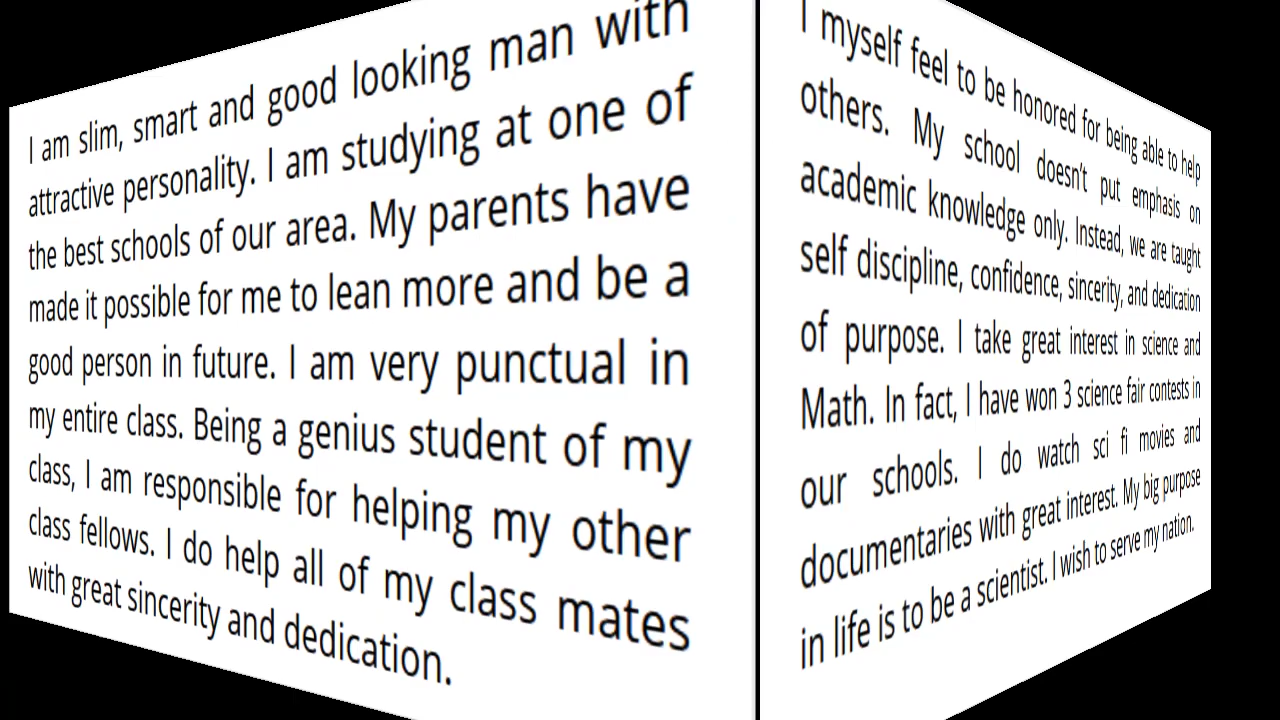 I am slim, smart and good looking man with
attractive personality. I am studying at one of
the best schools of our area. My parents have
made it possible for me to lean more and be a
good person in future. I am very punctual in
my entire class. Being a genius student of my
class, I am responsible for helping my other
class fellows. I do help all of my class mates
with great sincerity and dedication.
I myself feel to be honored for being able to help
others. My school doesn't put emphasis on
academic knowledge only. Instead, we are taught
self discipline, confidence, sincerity, and dedication
of purpose. I take great interest in science and
Math. In fact, I have won 3 science fair contests in
our schools. I do watch sci fi movies and
documentaries with great interest. My big purpose
in life is to be a scientist. I wish to serve my nation.